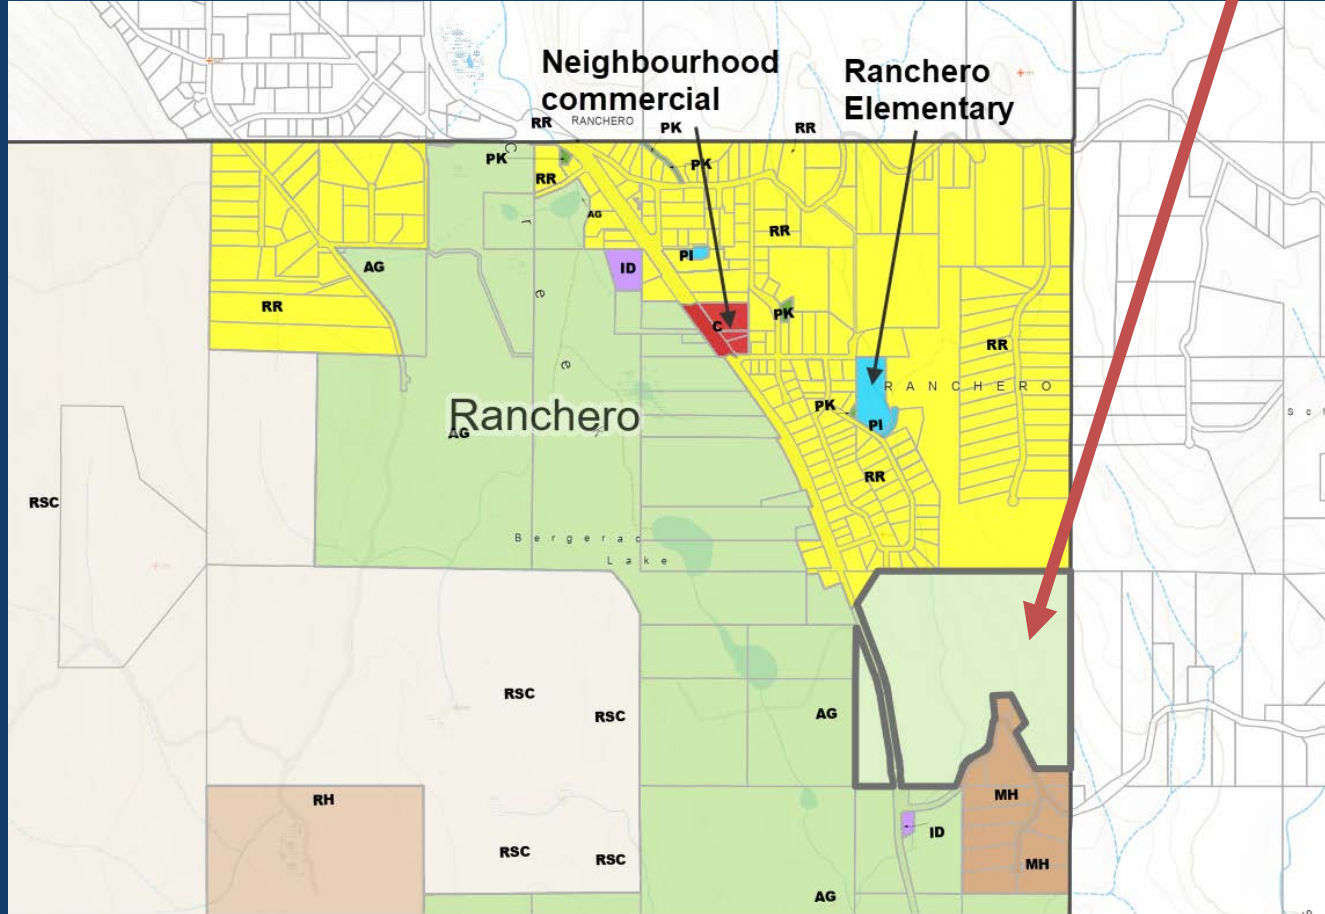 Neighbourhood
commercial
Ranchero
Elementary
RR
RANCHERO
PK
RR
PK
C
r
e
e
k
PK
RR
AG
RR
PI
ID
AG
RR
PK
C
RR
RANCHERO
PK
Ranchero
AG
PI
RR
RSC
Bergerac
Lake
RSC
RSC
AG
RH
MH
ID
RSC
RSC
MH
AG